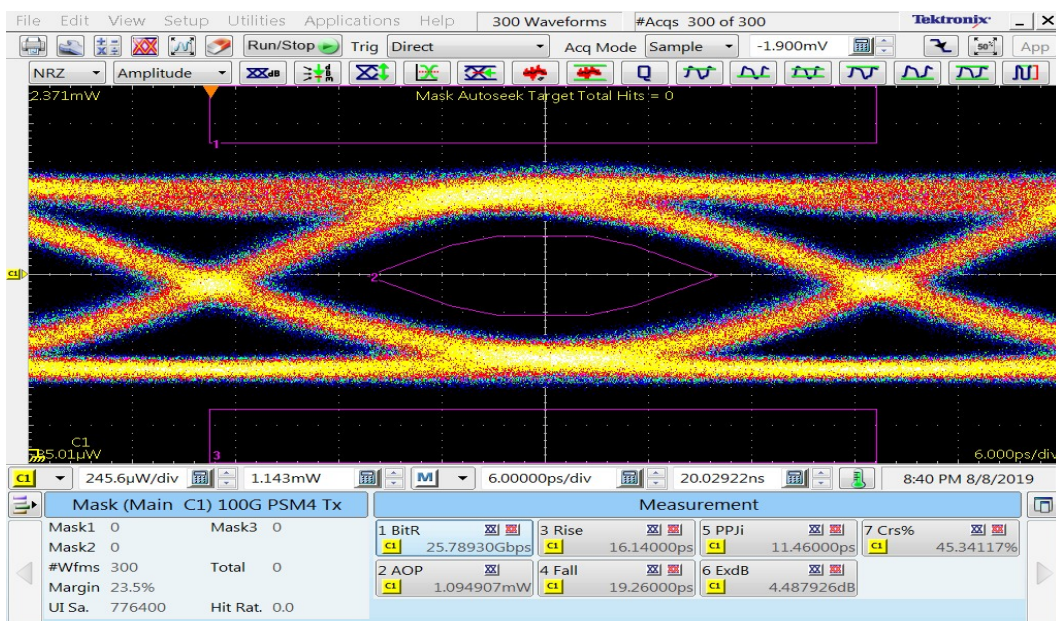 File Edit View Setup Utilities Applications Help 300 Waveforms #Acqs 300 of 300 Tektronix
Run/Stop Trig Direct Acq Mode Sample -1.900mV 50% App
NRZ Amplitude dB Q
2.371mW Mask Autoseek Target Total Hits = 0
1
C1 2
C1
5.01µW 3 6.000ps/div
C1 245.6µW/div 1.143mW M 6.00000ps/div 20.02922ns 8:40 PM 8/8/2019
Mask (Main C1) 100G PSM4 Tx Measurement
Mask1 0 Mask3 0 1 BitR 3 Rise 5 PPJi 7 Crs%
Mask2 0 C1 25.78930Gbps C1 16.14000ps C1 11.46000ps C1 45.34117%
#Wfms 300 Total 0 2 AOP 4 Fall 6 ExdB
Margin 23.5% C1 1.094907mW C1 19.26000ps C1 4.487926dB
UI Sa. 776400 Hit Rat. 0.0